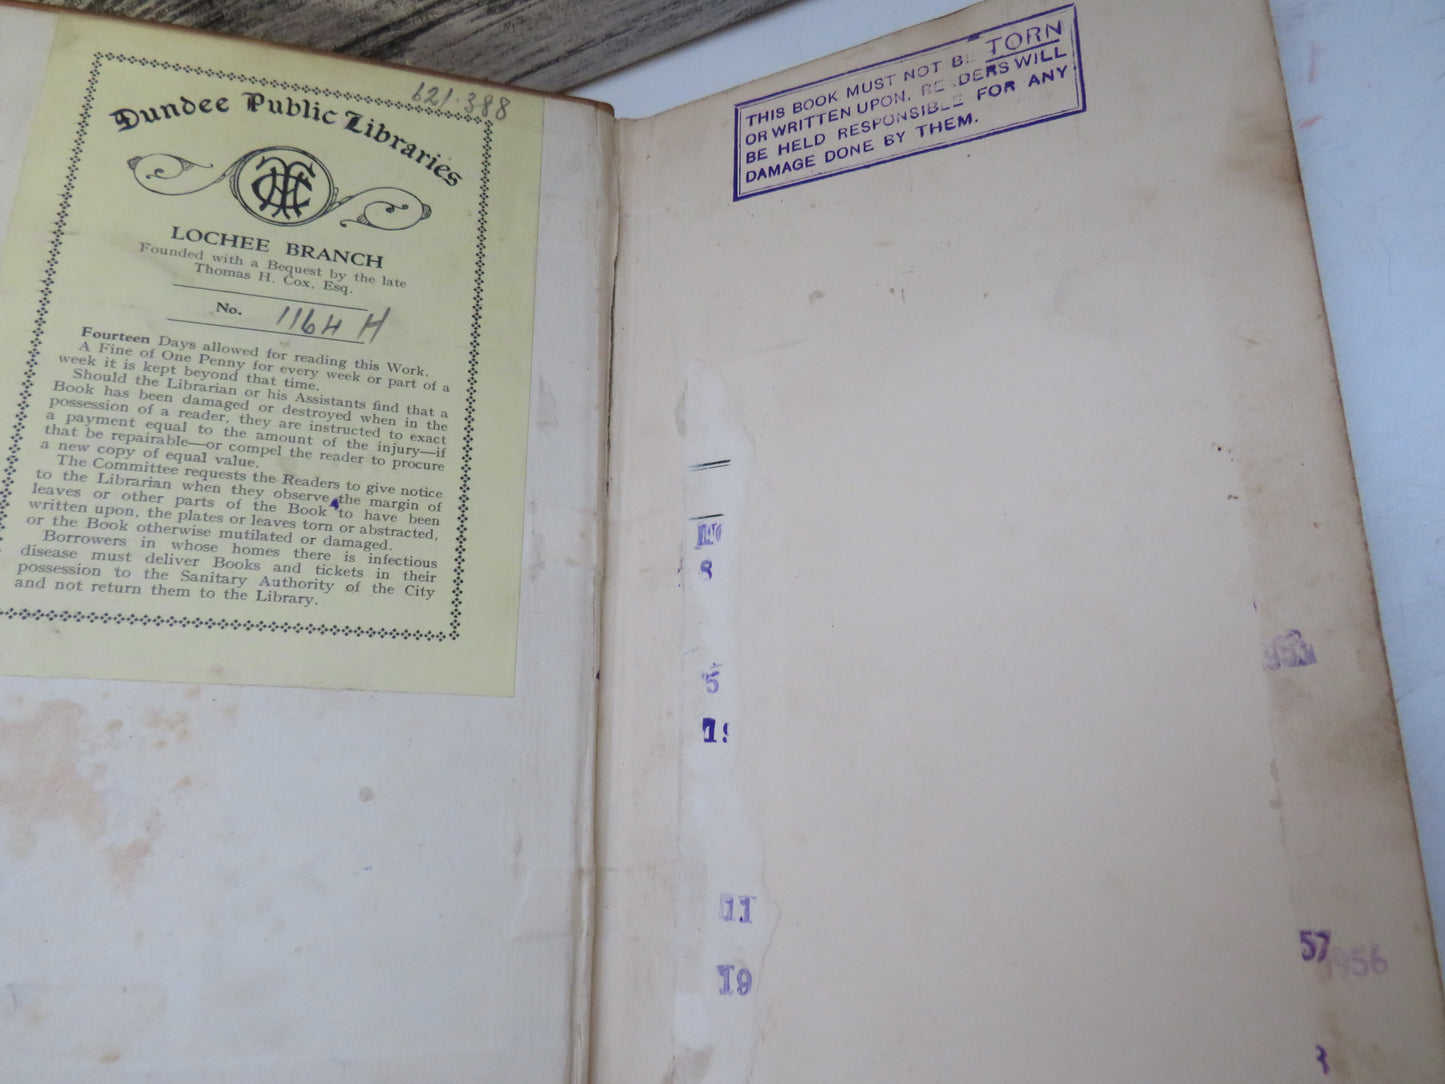 621.388
Dundee Public Libraries
LOCHEE BRANCH
Founded with a Bequest by the late
Thomas H. Cox, Esq.
No. 1164 H
Fourteen Days allowed for reading this Work.
A Fine of One Penny for every week or part of a
week it is kept beyond that time.
Should the Librarian or his Assistants find that a
Book has been damaged or destroyed when in the
possession of a reader, they are instructed to exact
a payment equal to the amount of the injury—if
that be repairable—or compel the reader to procure
a new copy of equal value.
The Committee requests the Readers to give notice
to the Librarian when they observe the margin of
leaves or other parts of the Book to have been
written upon, the plates or leaves torn or abstracted,
or the Book otherwise mutilated or damaged.
Borrowers in whose homes there is infectious
disease must deliver Books and tickets in their
possession to the Sanitary Authority of the City
and not return them to the Library.
THIS BOOK MUST NOT BE TORN
OR WRITTEN UPON. READERS WILL
BE HELD RESPONSIBLE FOR ANY
DAMAGE DONE BY THEM.
8
5
19
11
19
953
57
1956